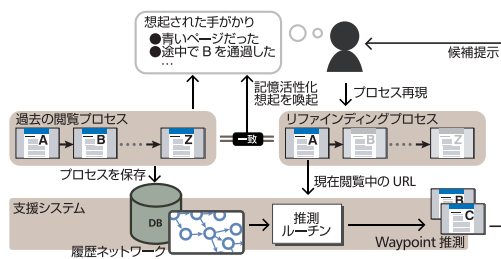 想起された手がかり
●青いページだった
●途中で B を通過した
…
候補提示
記憶活性化
想起を喚起
プロセス再現
過去の閲覧プロセス
A
B
Z
一致
リファインディングプロセス
A
B
Z
プロセスを保存
現在閲覧中の URL
支援システム
DB
履歴ネットワーク
推測
ルーチン
B
C
Waypoint 推測